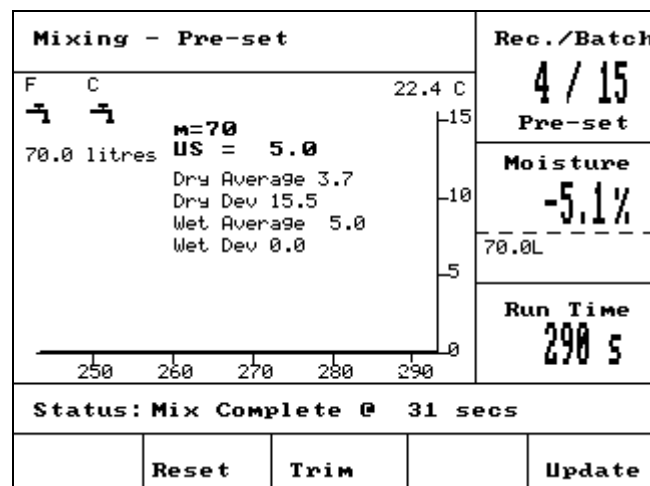 Mixing - Pre-set
F C
22.4 C
70.0 litres
M=70
US = 5.0
Dry Average 3.7
Dry Dev 15.5
Wet Average 5.0
Wet Dev 0.0
15
10
5
0
250 260 270 280 290
Rec./Batch
4 / 15
Pre-set
Moisture
-5.1%
70.0L
Run Time
290 s
Status: Mix Complete @ 31 secs
Reset Trim Update